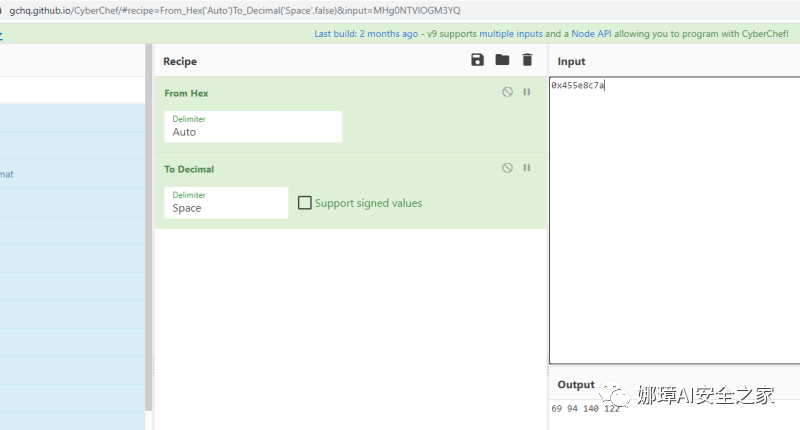 gchq.github.io/CyberChef/#recipe=From_Hex('Auto')To_Decimal('Space',false)&input=MHg0NTVlOGM3YQ
Last build: 2 months ago - v9 supports multiple inputs and a Node API allowing you to program with CyberChef!
Recipe
Input
From Hex
0x455e8c7a
Delimiter
Auto
To Decimal
mat
Delimiter
Space
Support signed values
Output
69 94 140 122
娜璋AI安全之家